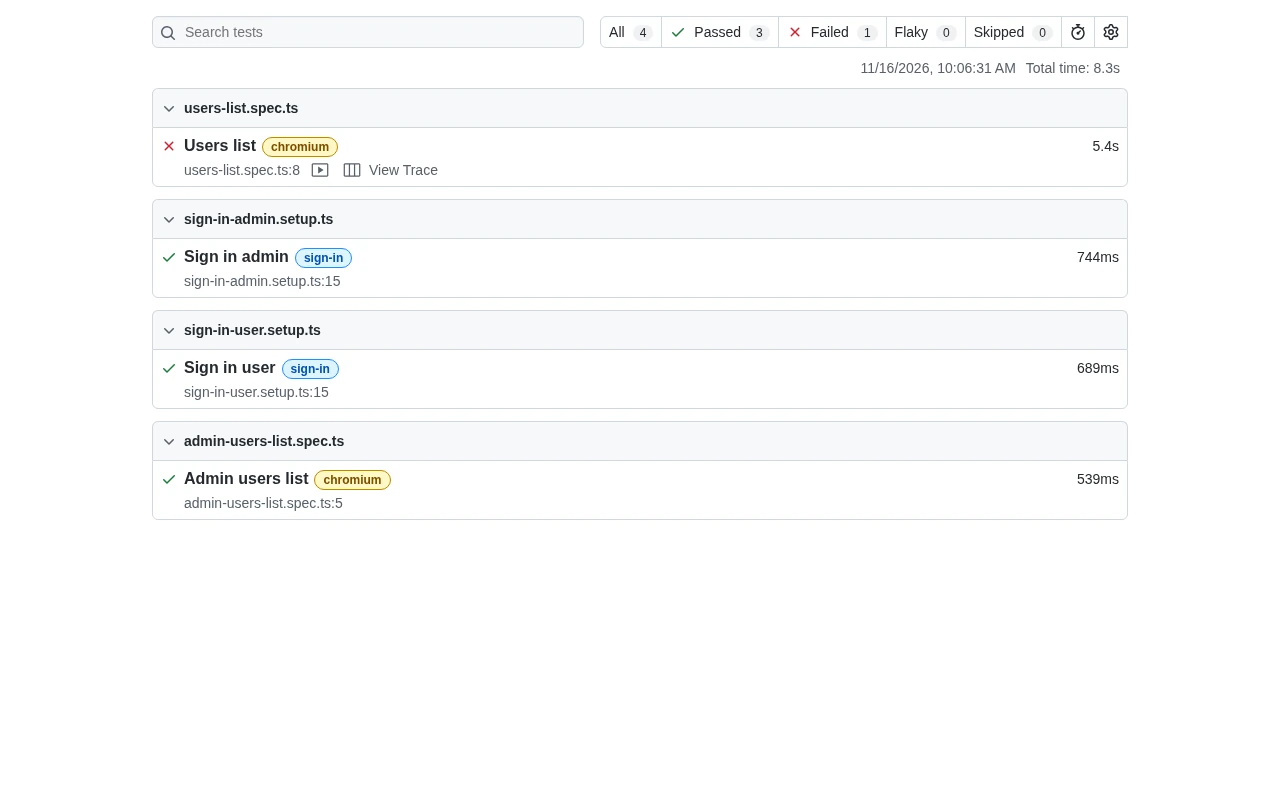 Search tests
All 4 Passed 3 Failed 1 Flaky 0 Skipped 0
11/16/2026, 10:06:31 AM Total time: 8.3s
users-list.spec.ts
Users list chromium 5.4s
users-list.spec.ts:8 View Trace
sign-in-admin.setup.ts
Sign in admin sign-in 744ms
sign-in-admin.setup.ts:15
sign-in-user.setup.ts
Sign in user sign-in 689ms
sign-in-user.setup.ts:15
admin-users-list.spec.ts
Admin users list chromium 539ms
admin-users-list.spec.ts:5